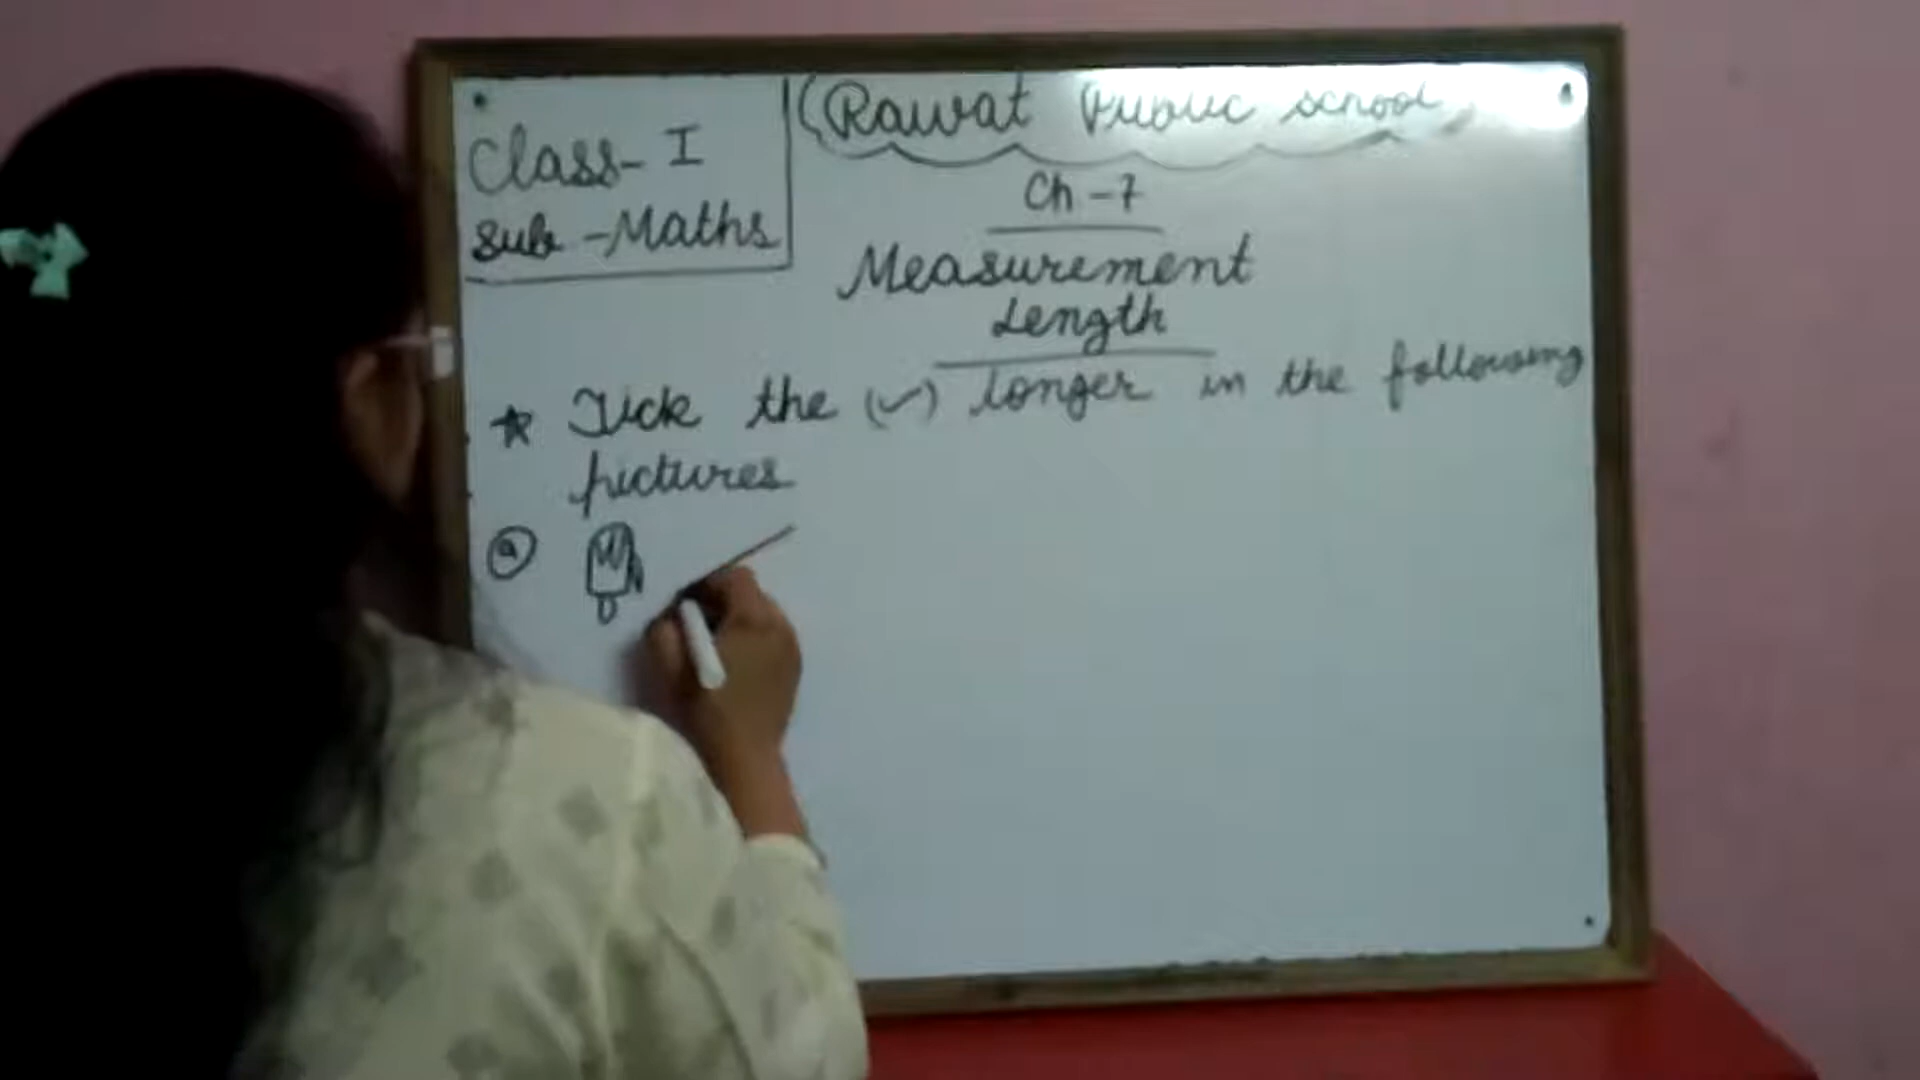 Class-I
Sub-Maths
Rawat Public school
Ch-7
Measurement
Length
★ Tick the (✓) longer in the following
pictures
ⓐ